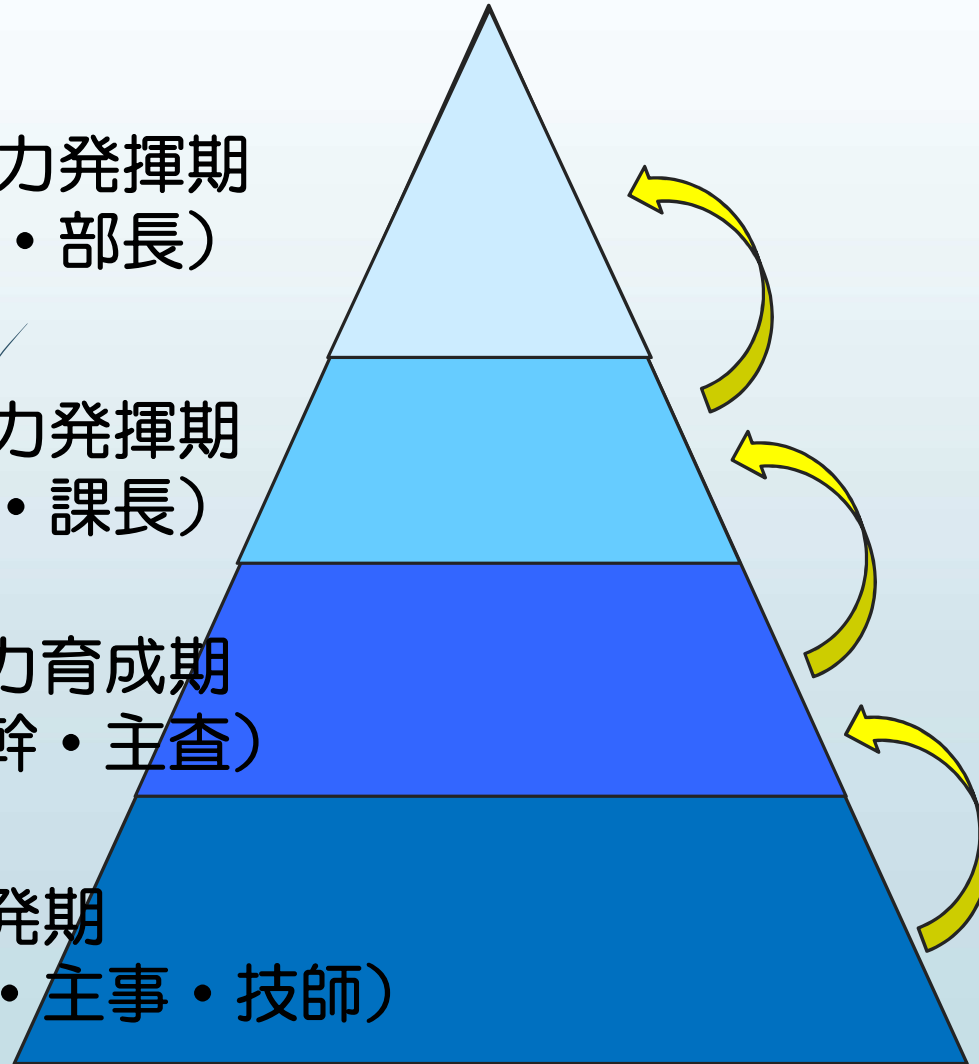 力発揮期
・部長）
力発揮期
・課長）
力育成期
幹・主査）
発期
・主事・技師）